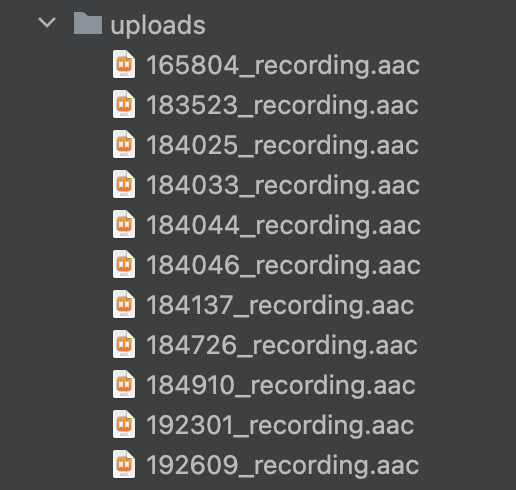 uploads
165804_recording.aac
183523_recording.aac
184025_recording.aac
184033_recording.aac
184044_recording.aac
184046_recording.aac
184137_recording.aac
184726_recording.aac
184910_recording.aac
192301_recording.aac
192609_recording.aac